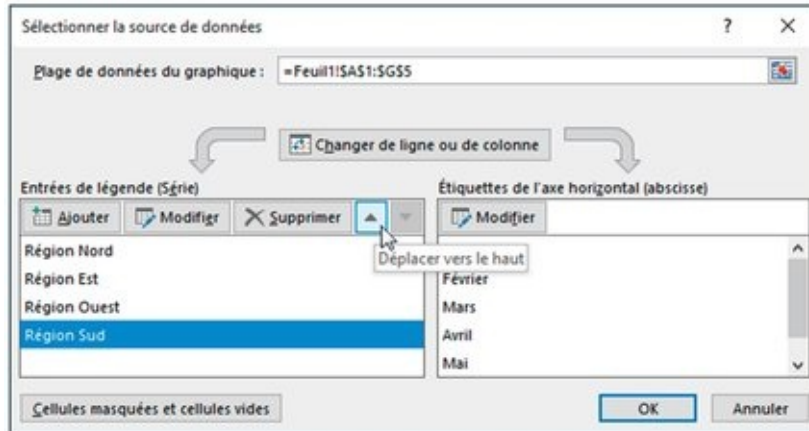 Sélectionner la source de données
?
Plage de données du graphique :
=Feuil1!$A$1:$G$5
Changer de ligne ou de colonne
Entrées de légende (Série)
Étiquettes de l'axe horizontal (abscisse)
Ajouter
Modifier
Supprimer
Modifier
Déplacer vers le haut
Région Nord
Région Est
Février
Région Ouest
Mars
Région Sud
Avril
Mai
Cellules masquées et cellules vides
OK
Annuler